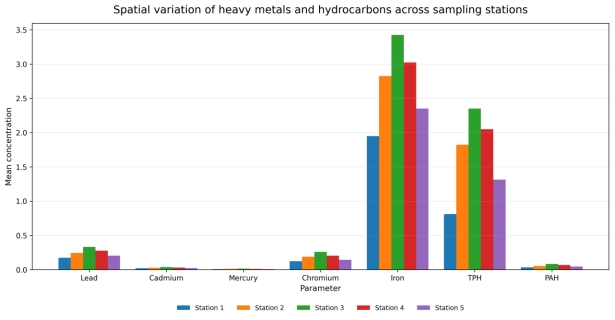 Spatial variation of heavy metals and hydrocarbons across sampling stations
Mean concentration
3.5
3.0
2.5
2.0
1.5
1.0
0.5
0.0
Lead Cadmium Mercury Chromium Iron TPH PAH
Parameter
Station 1 Station 2 Station 3 Station 4 Station 5